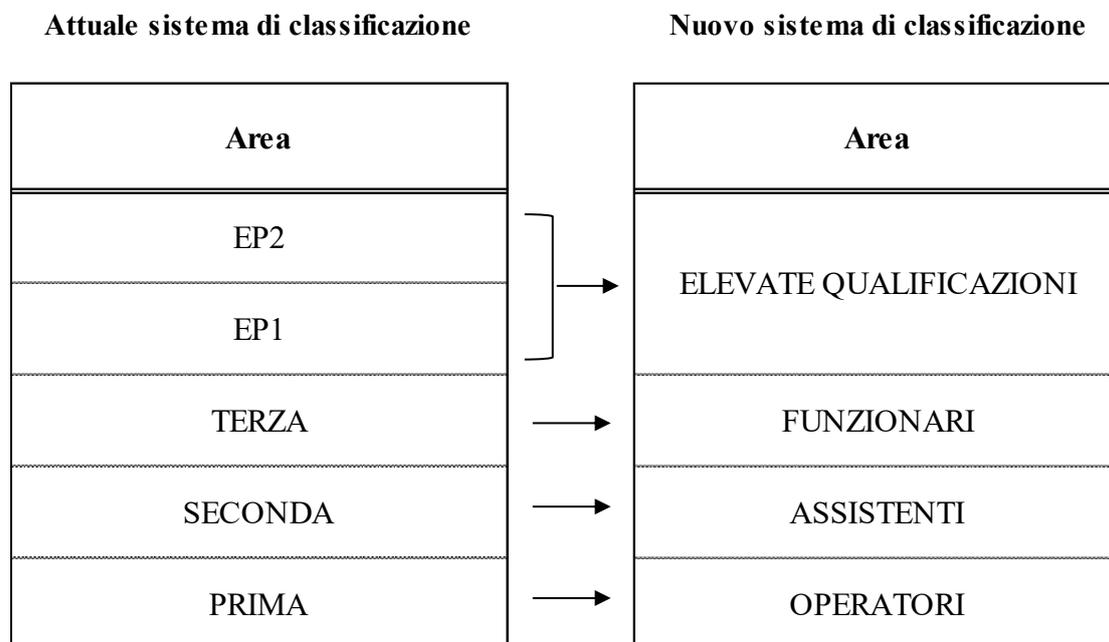 Attuale sistema di classificazione
Nuovo sistema di classificazione
Area
Area
EP2
EP1
ELEVATE QUALIFICAZIONI
TERZA
FUNZIONARI
SECONDA
ASSISTENTI
PRIMA
OPERATORI